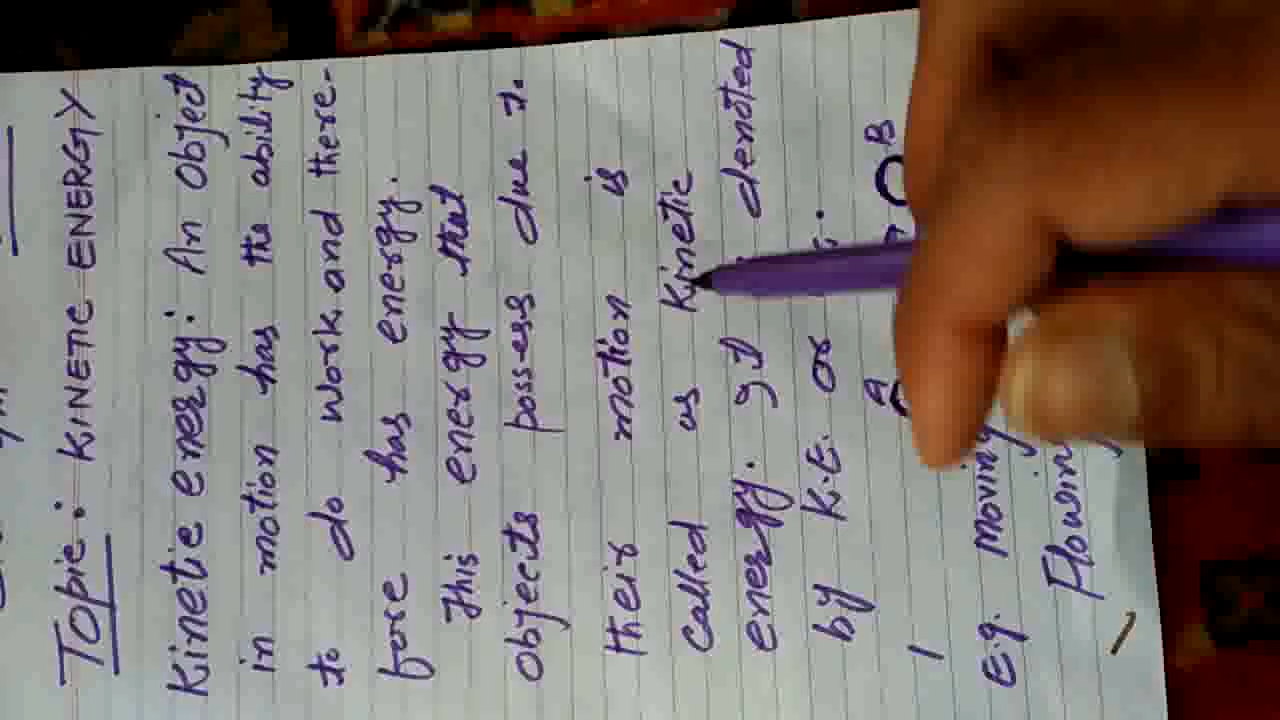 Topic: KINETIC ENERGY
Kinetic energy: An object
in motion has the ability
to do work and there-
fore has energy.
This energy that
objects possess due to
their motion is
called as Kinetic
energy. It denoted
by K.E. or
A B
E.g. Moving
Flowing